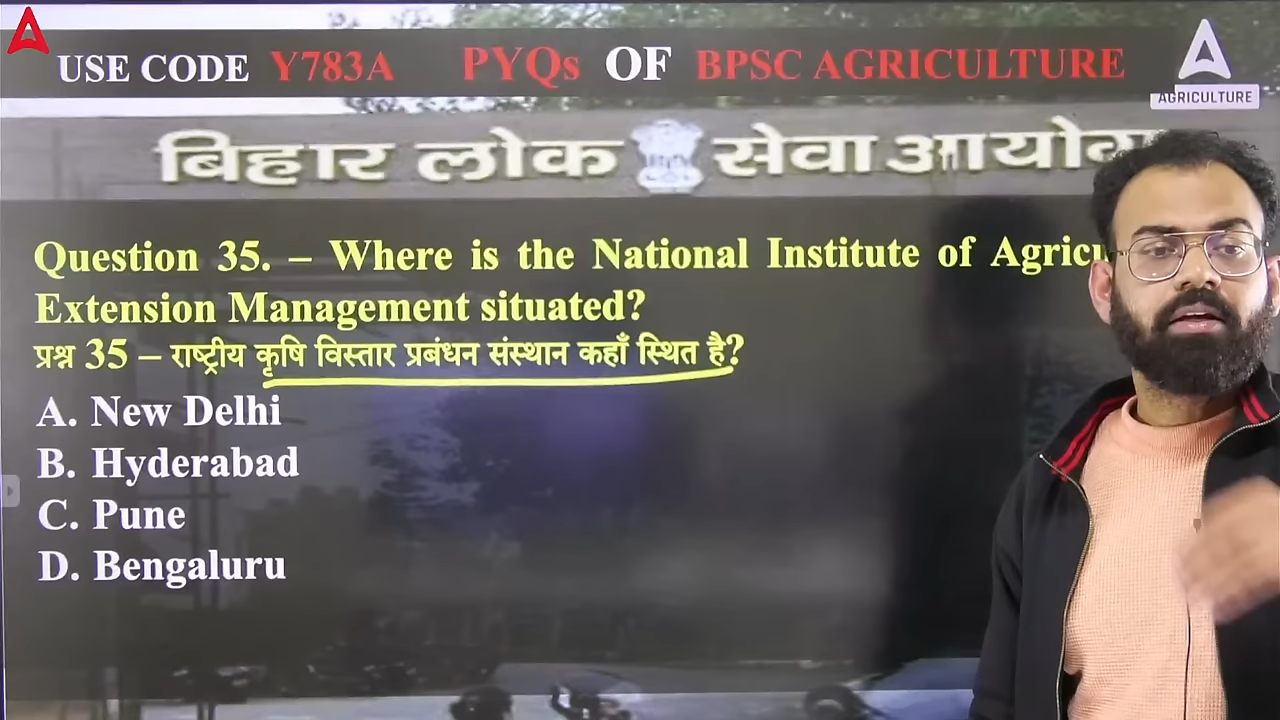 USE CODE Y783A PYQs OF BPSC AGRICULTURE
AGRICULTURE
बिहार लोक सेवा आयोग
Question 35. – Where is the National Institute of
Extension Management situated?
प्रश्न 35 – राष्ट्रीय कृषि विस्तार प्रबंधन संस्थान कहाँ स्थित है?
A. New Delhi
B. Hyderabad
C. Pune
D. Bengaluru